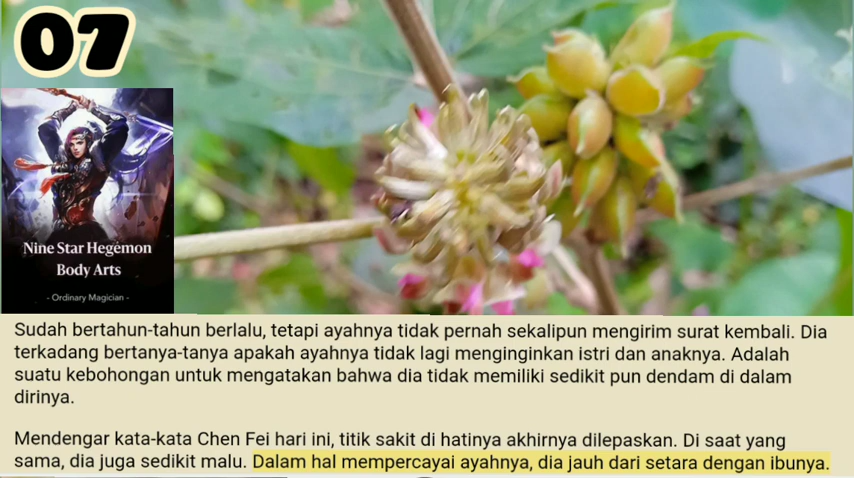 07
Nine Star Hegemon
Body Arts
- Ordinary Magician -
Sudah bertahun-tahun berlalu, tetapi ayahnya tidak pernah sekalipun mengirim surat kembali. Dia
terkadang bertanya-tanya apakah ayahnya tidak lagi menginginkan istri dan anaknya. Adalah
suatu kebohongan untuk mengatakan bahwa dia tidak memiliki sedikit pun dendam di dalam
dirinya.
Mendengar kata-kata Chen Fei hari ini, titik sakit di hatinya akhirnya dilepaskan. Di saat yang
sama, dia juga sedikit malu. Dalam hal mempercayai ayahnya, dia jauh dari setara dengan ibunya.